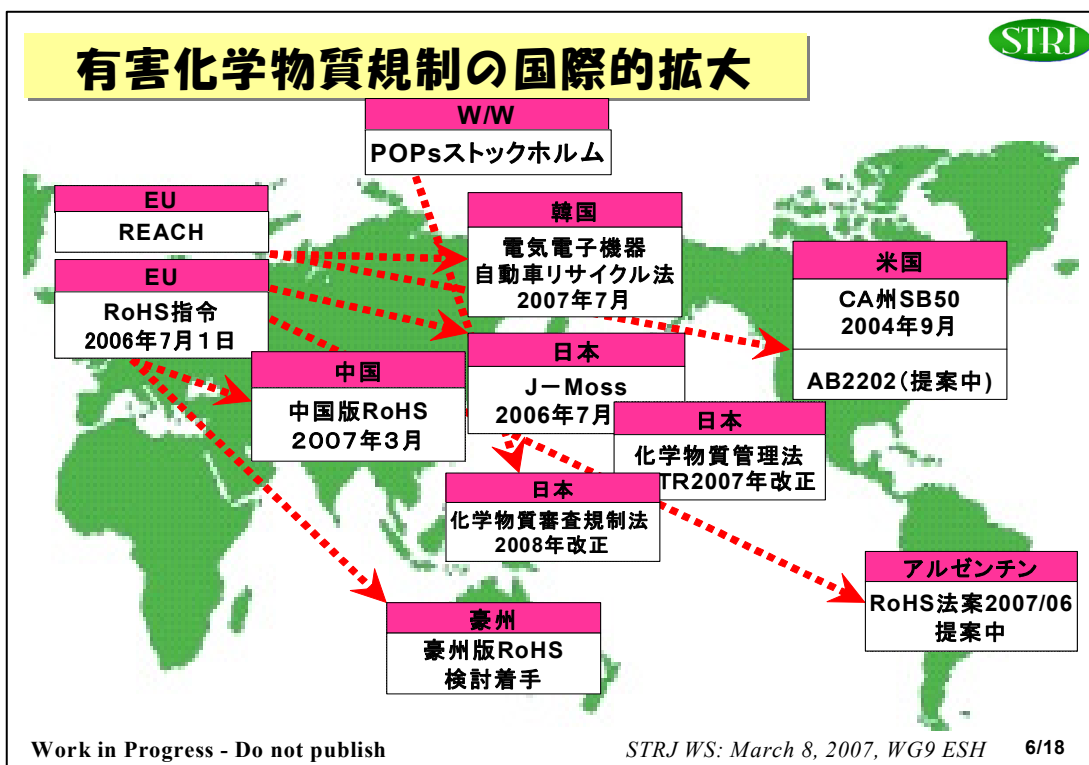 STRJ
有害化学物質規制の国際的拡大
W/W
POPsストックホルム
EU
REACH
EU
RoHS指令
2006年7月1日
韓国
電気電子機器
自動車リサイクル法
2007年7月
米国
CA州SB50
2004年9月
AB2202(提案中)
中国
中国版RoHS
2007年3月
日本
J-Moss
2006年7月
日本
化学物質管理法
TR2007年改正
日本
化学物質審査規制法
2008年改正
アルゼンチン
RoHS法案2007/06
提案中
豪州
豪州版RoHS
検討着手
Work in Progress - Do not publish
STRJ WS: March 8, 2007, WG9 ESH
6/18